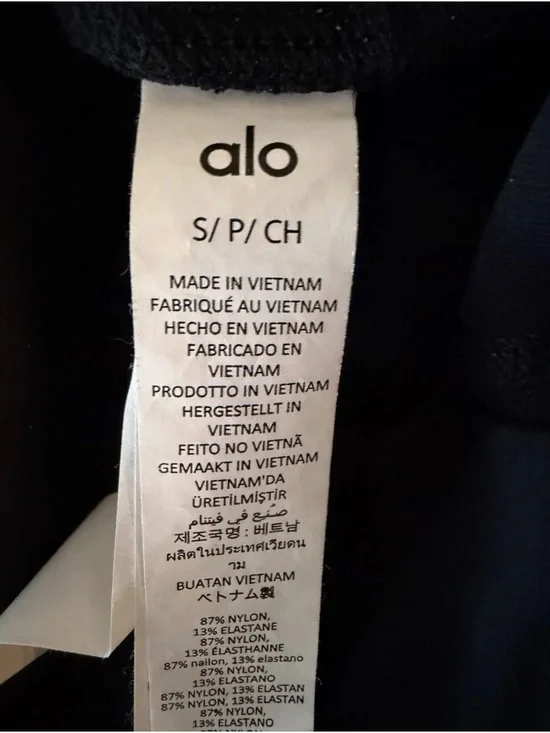 alo
S/ P/ CH
MADE IN VIETNAM
FABRIQUÉ AU VIETNAM
HECHO EN VIETNAM
FABRICADO EN
VIETNAM
PRODOTTO IN VIETNAM
HERGESTELLT IN
VIETNAM
FEITO NO VIETNÃ
GEMAAKT IN VIETNAM
VIETNAM'DA
ÜRETİLMİŞTİR
صُنِع في فيتنام
제조국명 : 베트남
ผลิตในประเทศเวียดน
าม
BUATAN VIETNAM
ベトナム製
87% NYLON,
13% ELASTANE
87% NYLON,
13% ÉLASTHANNE
87% nailon, 13% elastano
87% NYLON,
13% ELASTANO
87% NYLON, 13% ELASTAN
87% NYLON, 13% ELASTAN
87% NYLON,
13% ELASTANO